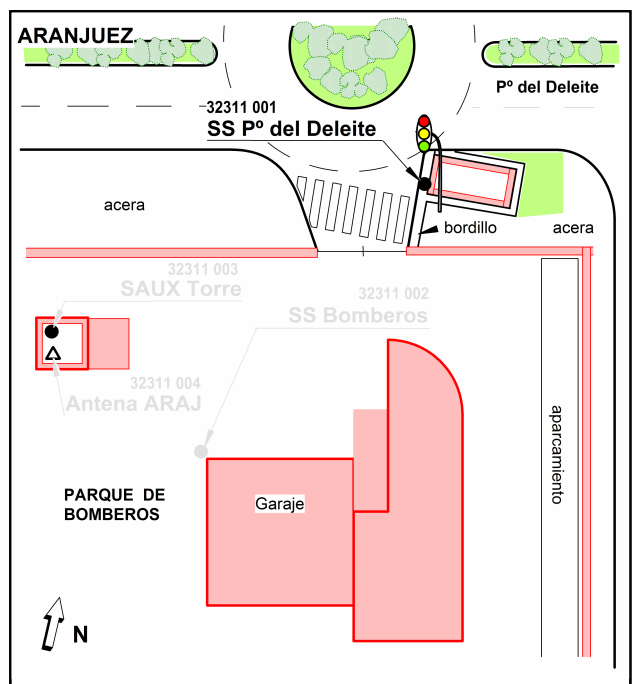 ARANJUEZ
Pº del Deleite
32311 001
SS Pº del Deleite
acera
bordillo
acera
32311 003
SAUX Torre
32311 002
SS Bomberos
32311 004
Antena ARAJ
aparcamiento
PARQUE DE
BOMBEROS
Garaje
N